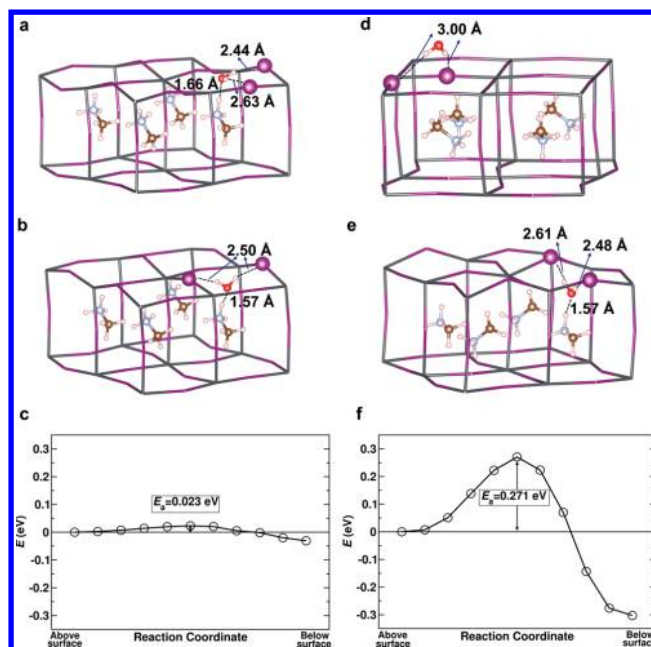 a
2.44 Å
1.66 Å
2.63 Å
d
3.00 Å
b
2.50 Å
1.57 Å
e
2.61 Å
2.48 Å
1.57 Å
c
0.3
0.2
0.1
0
-0.1
-0.2
-0.3
E (eV)
Eₐ=0.023 eV
Above surface
Reaction Coordinate
Below surface
f
0.3
0.2
0.1
0
-0.1
-0.2
-0.3
E (eV)
Eₐ=0.271 eV
Above surface
Reaction Coordinate
Below surface